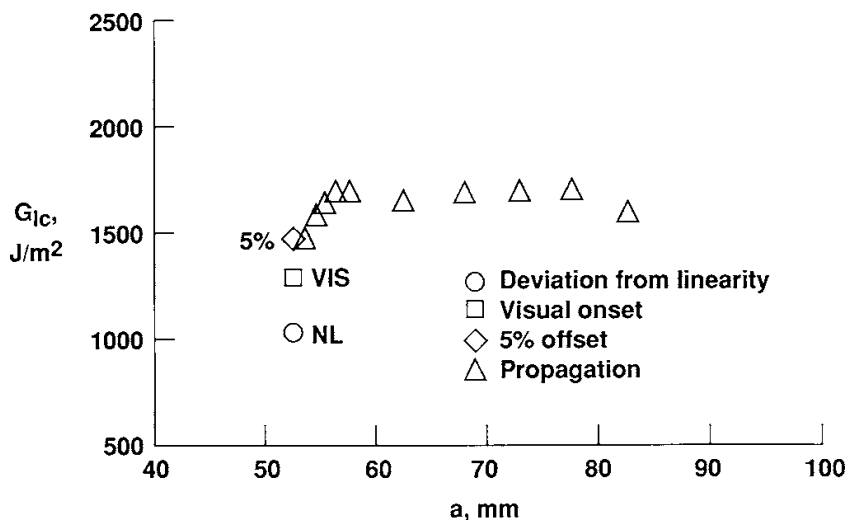 2500
2000
G_Ic,
J/m2
1500
1000
500
5%
VIS
NL
Deviation from linearity
Visual onset
5% offset
Propagation
40
50
60
70
80
90
100
a, mm